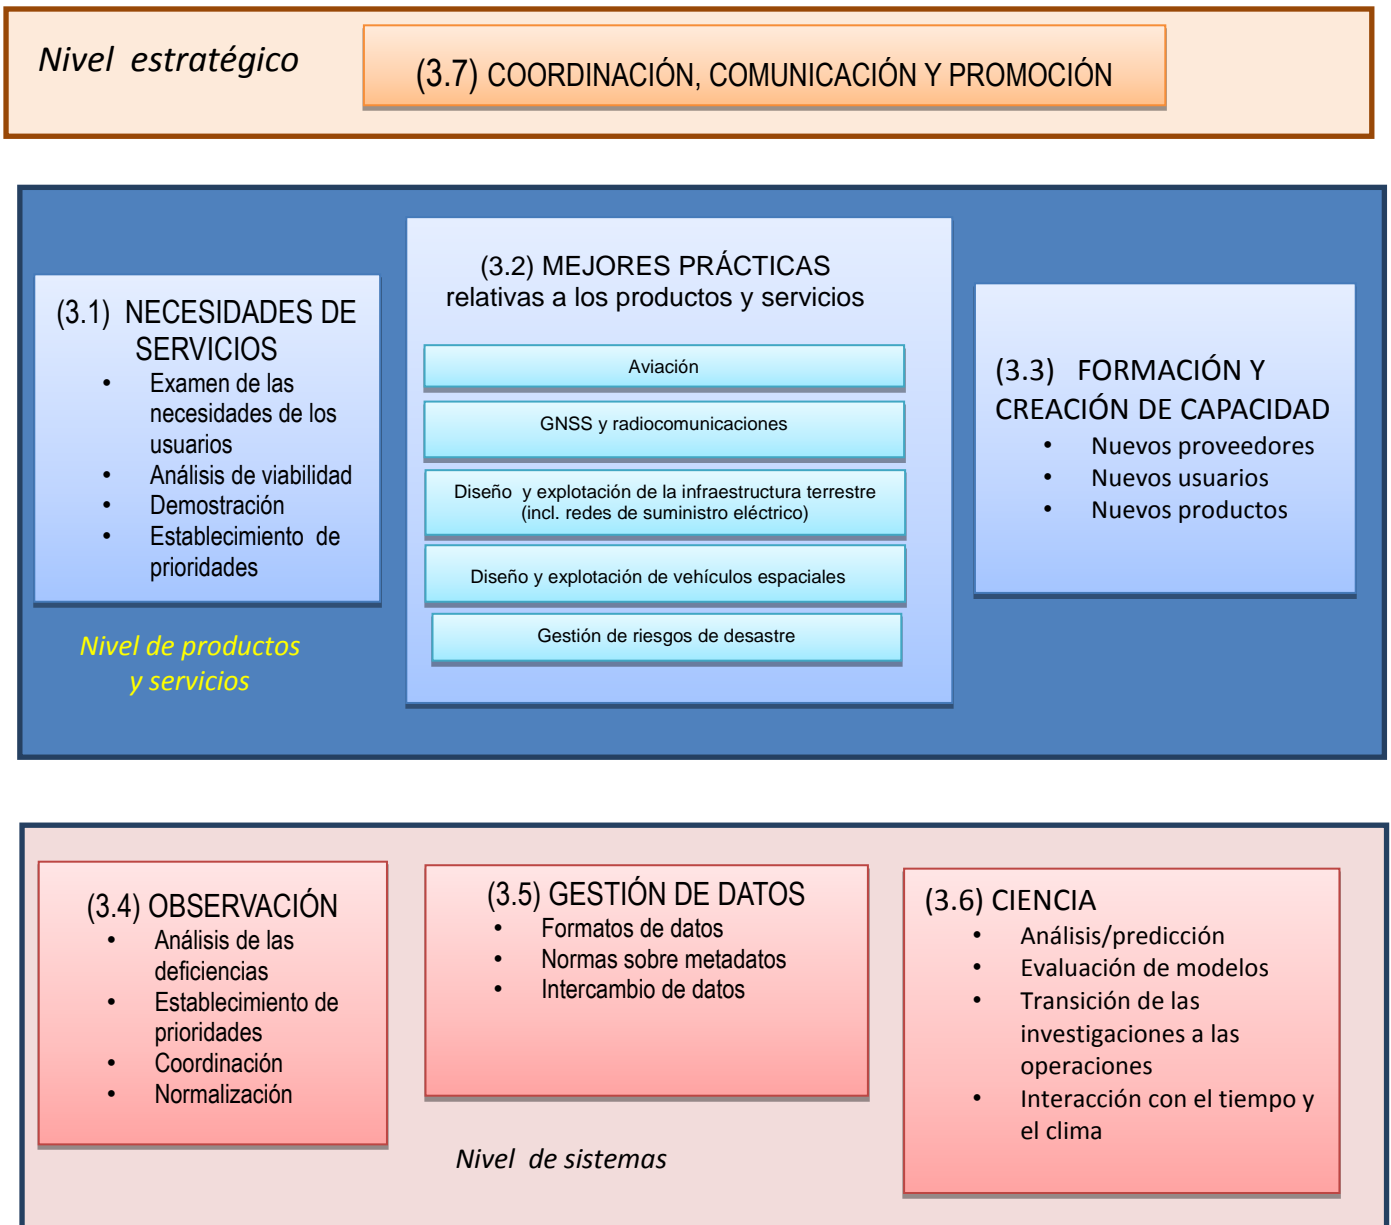 Nivel estratégico
(3.7) COORDINACIÓN, COMUNICACIÓN Y PROMOCIÓN
(3.1) NECESIDADES DE
SERVICIOS
• Examen de las
necesidades de los
usuarios
• Análisis de viabilidad
• Demostración
• Establecimiento de
prioridades
Nivel de productos
y servicios
(3.2) MEJORES PRÁCTICAS
relativas a los productos y servicios
Aviación
GNSS y radiocomunicaciones
Diseño y explotación de la infraestructura terrestre
(incl. redes de suministro eléctrico)
Diseño y explotación de vehículos espaciales
Gestión de riesgos de desastre
(3.3) FORMACIÓN Y
CREACIÓN DE CAPACIDAD
• Nuevos proveedores
• Nuevos usuarios
• Nuevos productos
(3.4) OBSERVACIÓN
• Análisis de las
deficiencias
• Establecimiento de
prioridades
• Coordinación
• Normalización
(3.5) GESTIÓN DE DATOS
• Formatos de datos
• Normas sobre metadatos
• Intercambio de datos
Nivel de sistemas
(3.6) CIENCIA
• Análisis/predicción
• Evaluación de modelos
• Transición de las
investigaciones a las
operaciones
• Interacción con el tiempo y
el clima